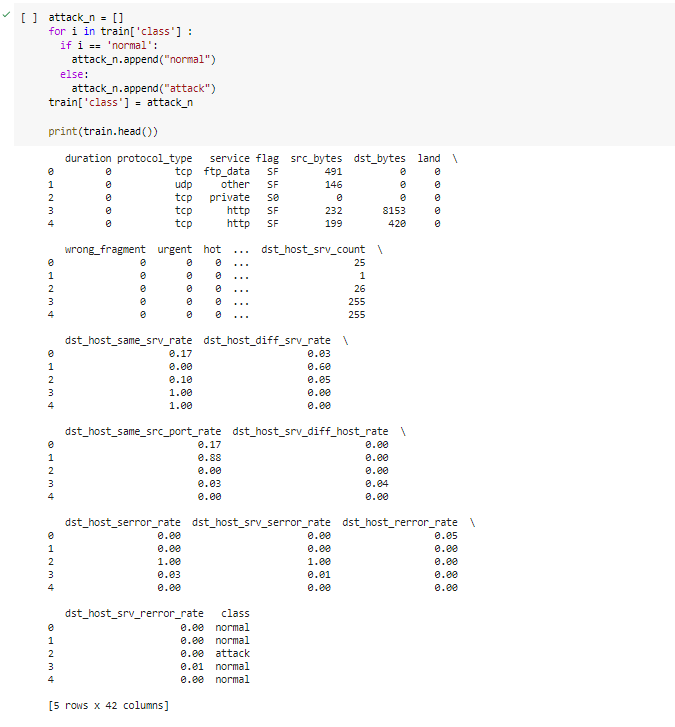 [ ] attack_n = []
for i in train['class'] :
  if i == 'normal':
    attack_n.append("normal")
  else:
    attack_n.append("attack")
train['class'] = attack_n

print(train.head())
   duration protocol_type   service flag  src_bytes  dst_bytes  land  \
0         0           tcp  ftp_data   SF        491          0     0
1         0           udp     other   SF        146          0     0
2         0           tcp   private   S0          0          0     0
3         0           tcp      http   SF        232       8153     0
4         0           tcp      http   SF        199        420     0

   wrong_fragment  urgent  hot  ...  dst_host_srv_count  \
0               0       0    0  ...                  25
1               0       0    0  ...                   1
2               0       0    0  ...                  26
3               0       0    0  ...                 255
4               0       0    0  ...                 255

   dst_host_same_srv_rate  dst_host_diff_srv_rate  \
0                    0.17                    0.03
1                    0.00                    0.60
2                    0.10                    0.05
3                    1.00                    0.00
4                    1.00                    0.00

   dst_host_same_src_port_rate  dst_host_srv_diff_host_rate  \
0                         0.17                         0.00
1                         0.88                         0.00
2                         0.00                         0.00
3                         0.03                         0.04
4                         0.00                         0.00

   dst_host_serror_rate  dst_host_srv_serror_rate  dst_host_rerror_rate  \
0                  0.00                      0.00                  0.05
1                  0.00                      0.00                  0.00
2                  1.00                      1.00                  0.00
3                  0.03                      0.01                  0.00
4                  0.00                      0.00                  0.00

   dst_host_srv_rerror_rate   class
0                      0.00  normal
1                      0.00  normal
2                      0.00  attack
3                      0.01  normal
4                      0.00  normal

[5 rows x 42 columns]